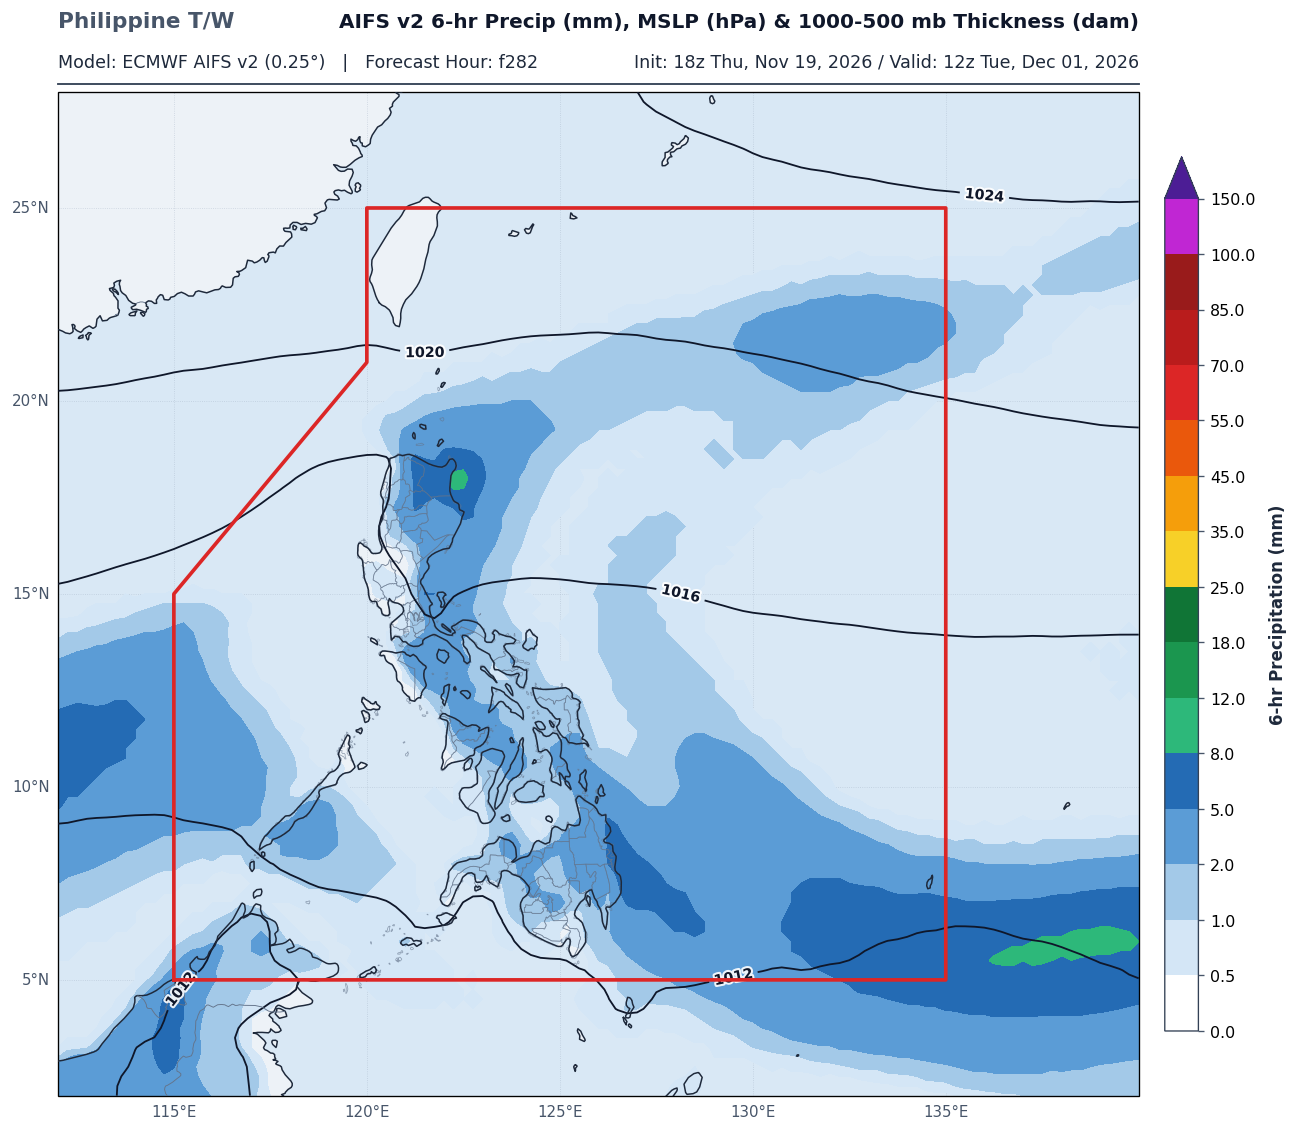 Philippine T/W
AIFS v2 6-hr Precip (mm), MSLP (hPa) & 1000-500 mb Thickness (dam)
Model: ECMWF AIFS v2 (0.25°)   |   Forecast Hour: f282
Init: 18z Thu, Nov 19, 2026 / Valid: 12z Tue, Dec 01, 2026
25°N
20°N
15°N
10°N
5°N
115°E
120°E
125°E
130°E
135°E
1024
1020
1016
1012
1012
150.0
100.0
85.0
70.0
55.0
45.0
35.0
25.0
18.0
12.0
8.0
5.0
2.0
1.0
0.5
0.0
6-hr Precipitation (mm)